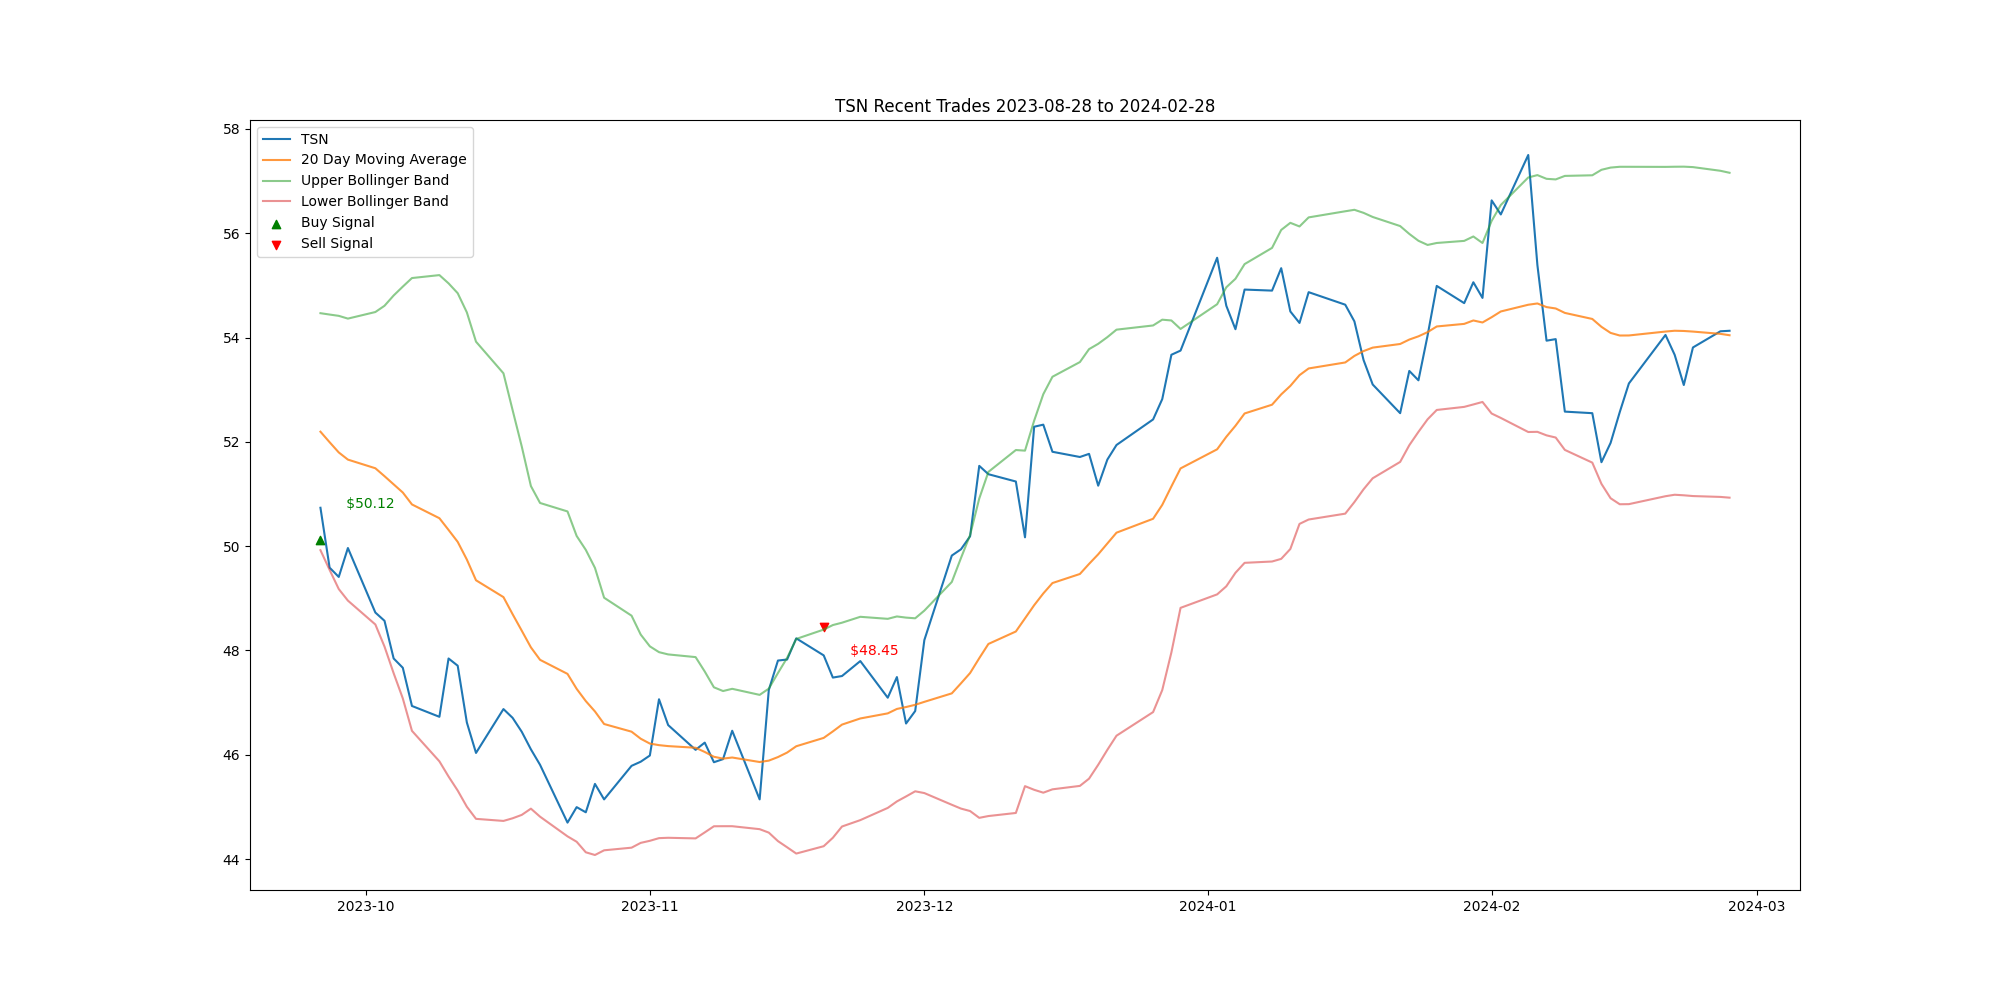 TSN Recent Trades 2023-08-28 to 2024-02-28
58
56
54
52
50
48
46
44
TSN
20 Day Moving Average
Upper Bollinger Band
Lower Bollinger Band
Buy Signal
Sell Signal
$50.12
$48.45
2023-10
2023-11
2023-12
2024-01
2024-02
2024-03